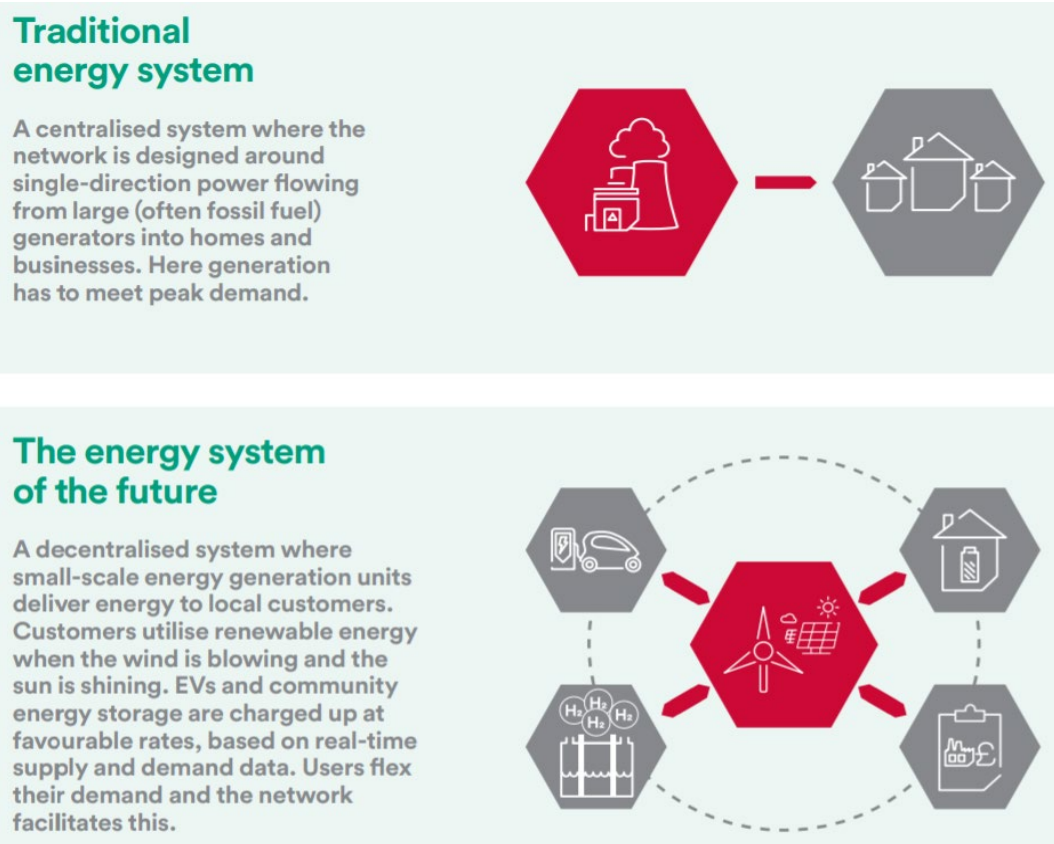 Traditional
energy system
A centralised system where the
network is designed around
single-direction power flowing
from large (often fossil fuel)
generators into homes and
businesses. Here generation
has to meet peak demand.
The energy system
of the future
A decentralised system where
small-scale energy generation units
deliver energy to local customers.
Customers utilise renewable energy
when the wind is blowing and the
sun is shining. EVs and community
energy storage are charged up at
favourable rates, based on real-time
supply and demand data. Users flex
their demand and the network
facilitates this.
H₂
H₂
H₂
H₂
£